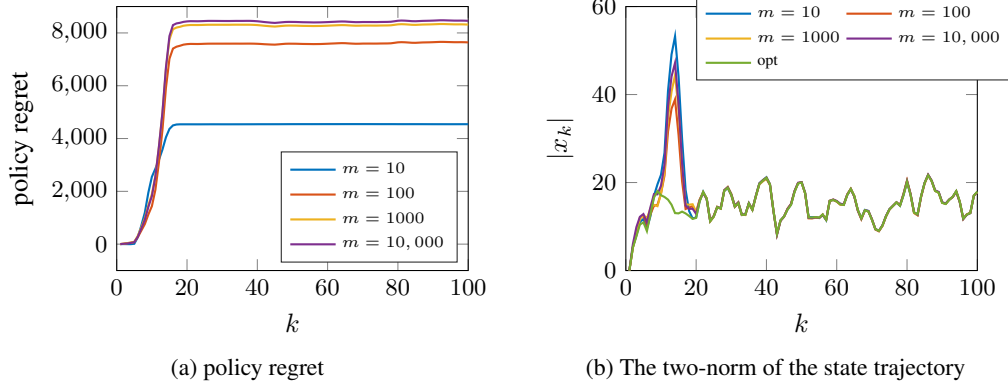 8,000
6,000
4,000
2,000
0
policy regret
m = 10
m = 100
m = 1000
m = 10, 000
0 20 40 60 80 100
k
(a) policy regret
60
40
20
0
|x_k|
m = 10 m = 100
m = 1000 m = 10, 000
opt
0 20 40 60 80 100
k
(b) The two-norm of the state trajectory